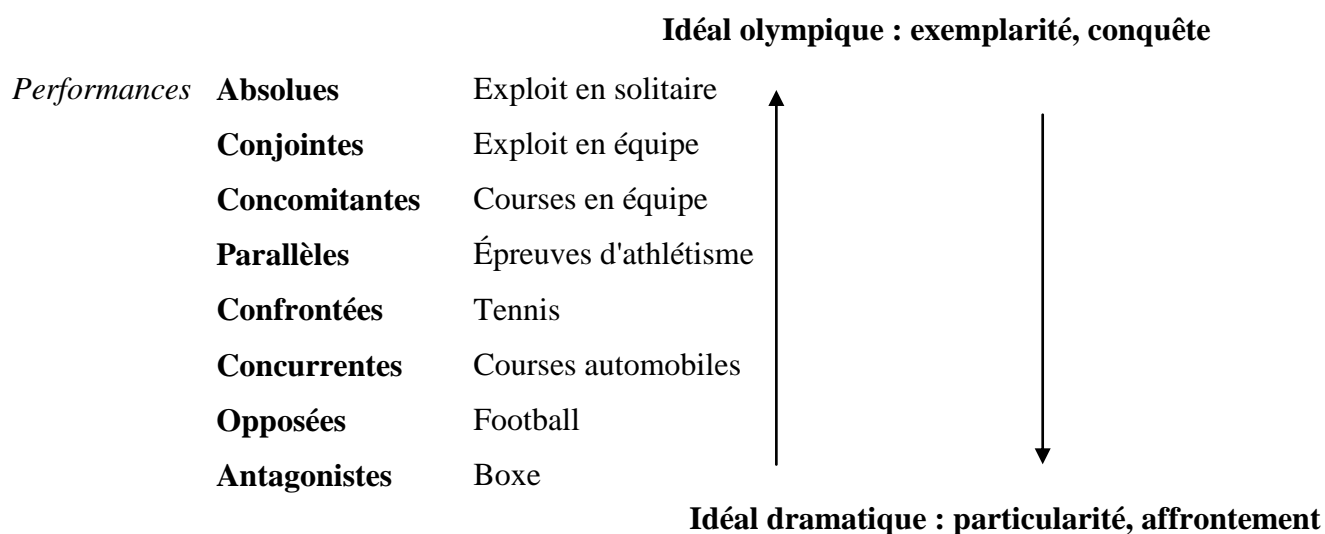 Idéal olympique : exemplarité, conquête
Performances Absolues Exploit en solitaire
Conjointes Exploit en équipe
Concomitantes Courses en équipe
Parallèles Épreuves d'athlétisme
Confrontées Tennis
Concurrentes Courses automobiles
Opposées Football
Antagonistes Boxe
Idéal dramatique : particularité, affrontement